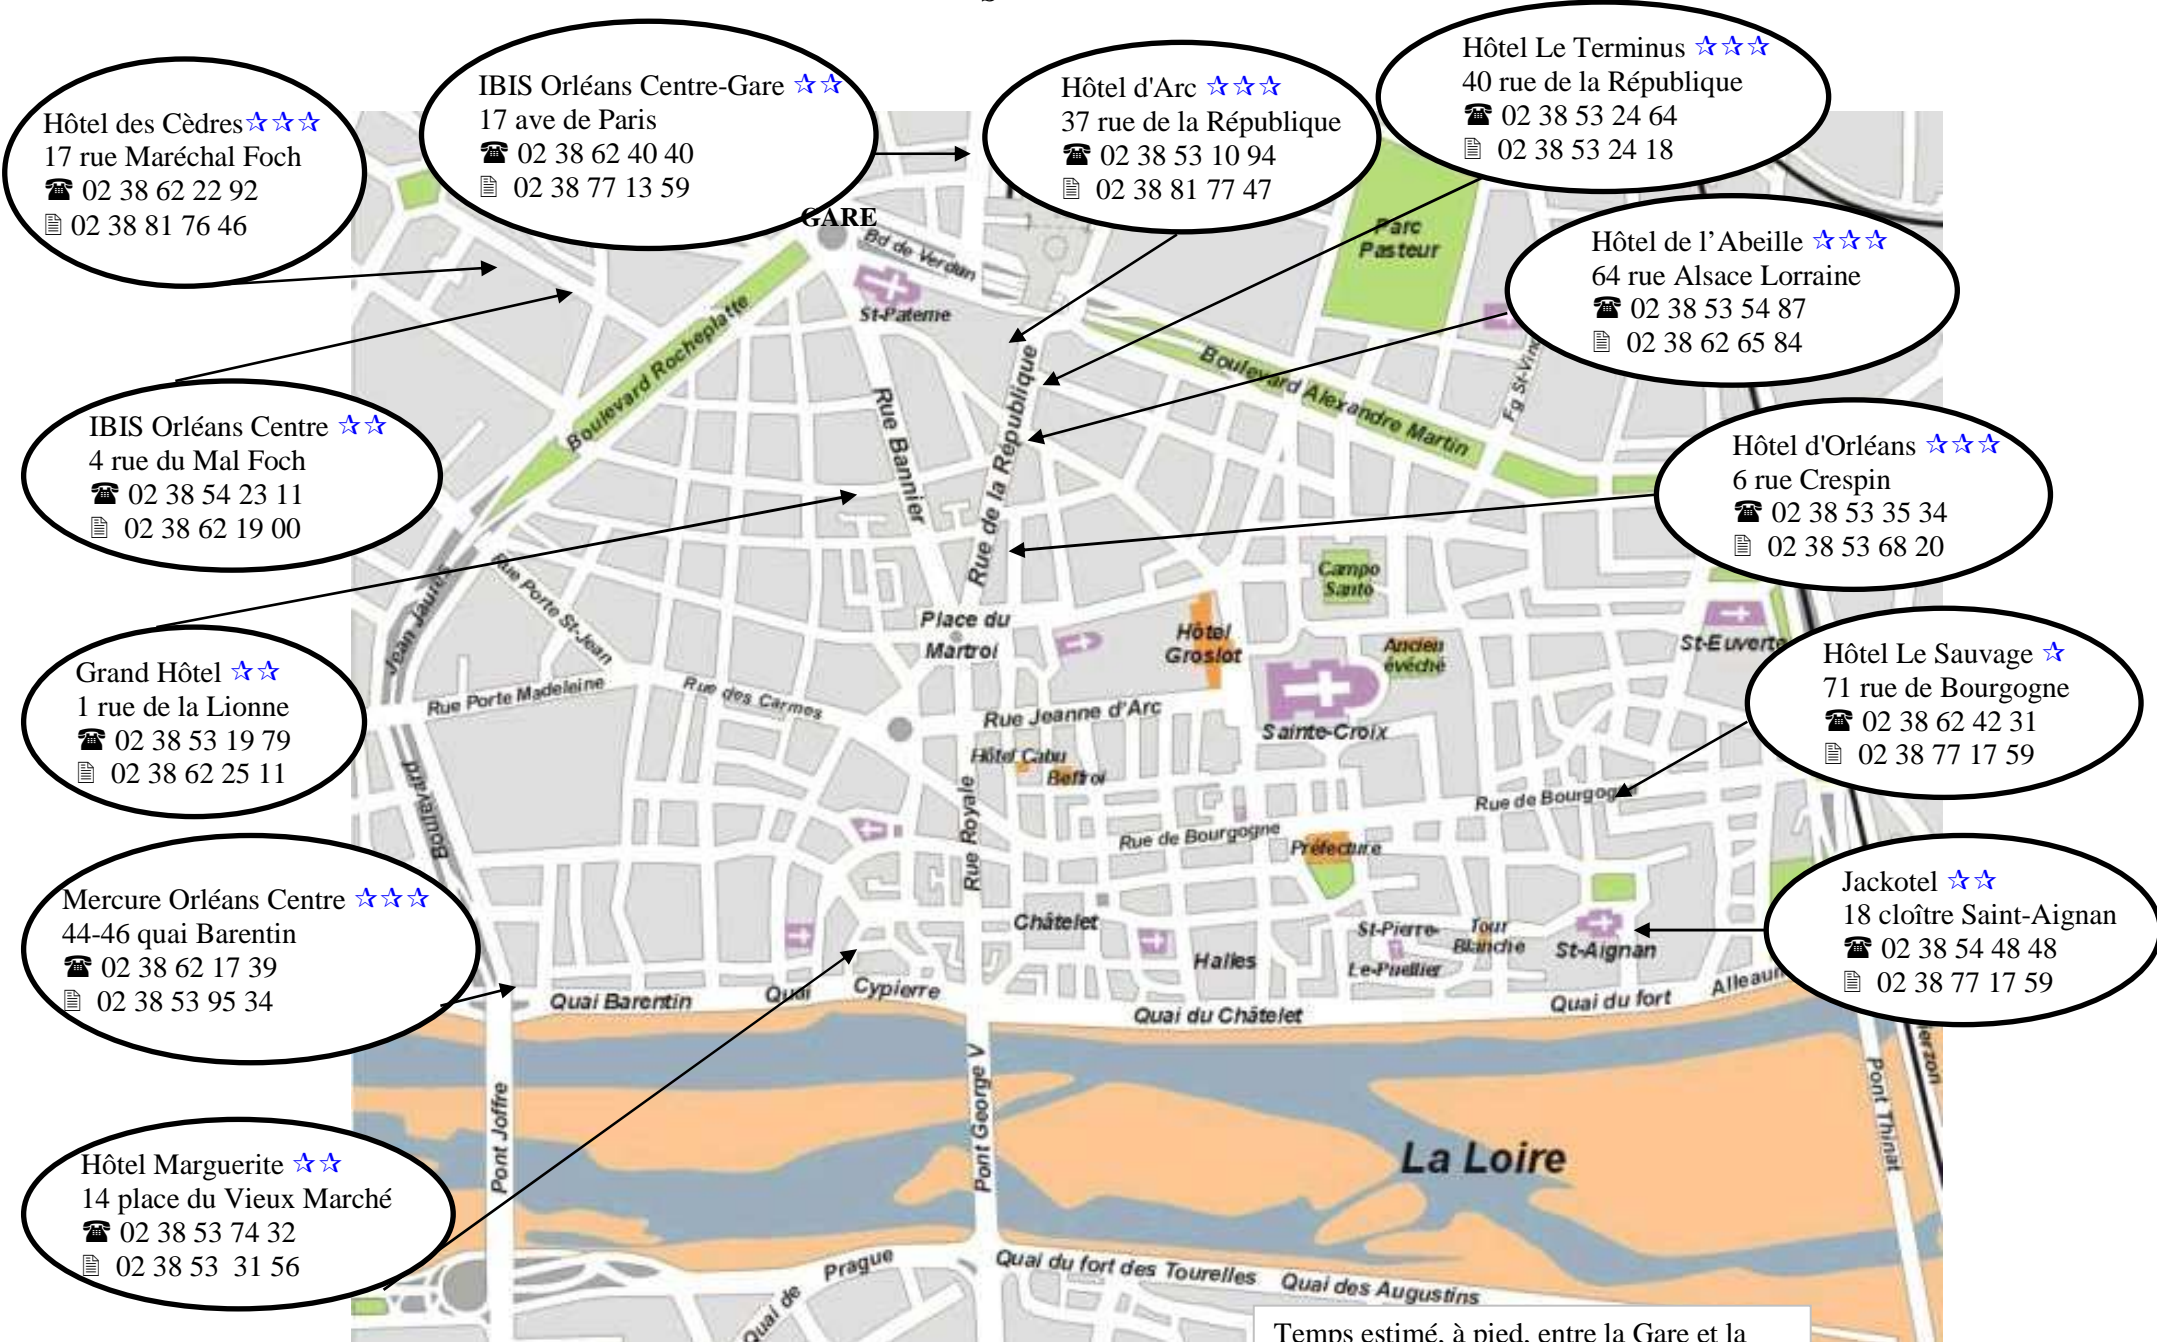 Hôtel des Cèdres☆☆☆
17 rue Maréchal Foch
☎ 02 38 62 22 92
🗎 02 38 81 76 46
IBIS Orléans Centre-Gare ☆☆
17 ave de Paris
☎ 02 38 62 40 40
🗎 02 38 77 13 59
Hôtel d'Arc ☆☆☆
37 rue de la République
☎ 02 38 53 10 94
🗎 02 38 81 77 47
Hôtel Le Terminus ☆☆☆
40 rue de la République
☎ 02 38 53 24 64
🗎 02 38 53 24 18
Hôtel de l’Abeille ☆☆☆
64 rue Alsace Lorraine
☎ 02 38 53 54 87
🗎 02 38 62 65 84
IBIS Orléans Centre ☆☆
4 rue du Mal Foch
☎ 02 38 54 23 11
🗎 02 38 62 19 00
Hôtel d'Orléans ☆☆☆
6 rue Crespin
☎ 02 38 53 35 34
🗎 02 38 53 68 20
Grand Hôtel ☆☆
1 rue de la Lionne
☎ 02 38 53 19 79
🗎 02 38 62 25 11
Hôtel Le Sauvage ☆
71 rue de Bourgogne
☎ 02 38 62 42 31
🗎 02 38 77 17 59
Mercure Orléans Centre ☆☆☆
44-46 quai Barentin
☎ 02 38 62 17 39
🗎 02 38 53 95 34
Jackotel ☆☆
18 cloître Saint-Aignan
☎ 02 38 54 48 48
🗎 02 38 77 17 59
Hôtel Marguerite ☆☆
14 place du Vieux Marché
☎ 02 38 53 74 32
🗎 02 38 53 31 56
GARE
Bd de Verdun
St-Paterne
Parc
Pasteur
Boulevard Rocheplatte
Rue Bannier
Rue de la République
Boulevard Alexandre Martin
Fg St-Vinc
Rue Porte St-Jean
Jean Jaurès
Campo
Santo
Place du
Martroi
Hôtel
Groslot
Ancien
évéché
St-Euverte
Rue Porte Madeleine
Rue des Carmes
Rue Jeanne d'Arc
Sainte-Croix
Hôtel Cabu
Beffroi
Boulevard
Rue Royale
Rue de Bourgogne
Rue de Bourgog
Préfecture
Châtelet
Halles
St-Pierre-
Le-Puellier
Tour
Blanche
St-Aignan
Quai Barentin
Quai
Cypierre
Quai du Châtelet
Quai du fort
Alleaun
Pont Joffre
Pont George V
La Loire
Pont Thinat
ierzon
Quai de
Prague
Quai du fort des Tourelles
Quai des Augustins
Temps estimé, à pied, entre la Gare et la